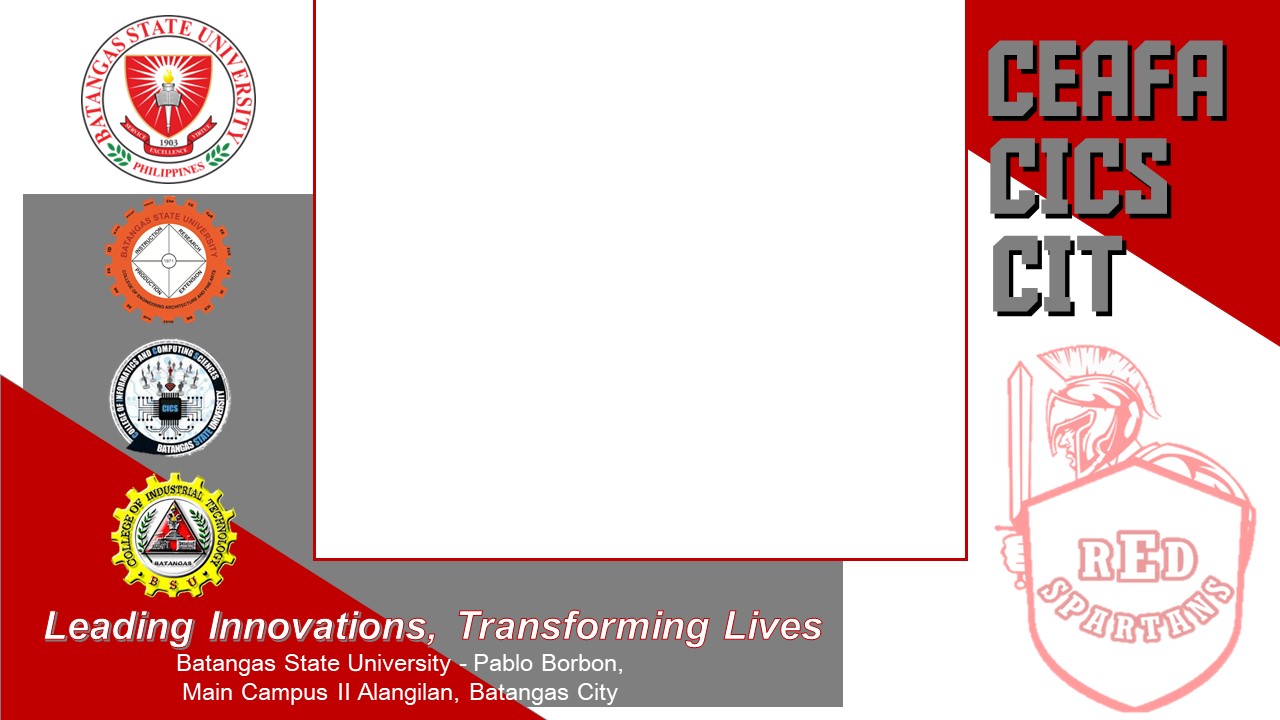 BATANGAS STATE UNIVERSITY
SERVICE EXCELLENCE VIRTUE
1903
PHILIPPINES
BATANGAS STATE UNIVERSITY
INSTRUCTION
RESEARCH
1971
PRODUCTION
EXTENSION
COLLEGE OF ENGINEERING ARCHITECTURE AND FINE ARTS
COLLEGE OF INFORMATICS AND COMPUTING SCIENCES
CICS
BATANGAS STATE UNIVERSITY
COLLEGE OF INDUSTRIAL TECHNOLOGY
BATANGAS
B S U
Leading Innovations, Transforming Lives
Batangas State University - Pablo Borbon,
Main Campus II Alangilan, Batangas City
CEAFA
CICS
CIT
RED
SPARTANS